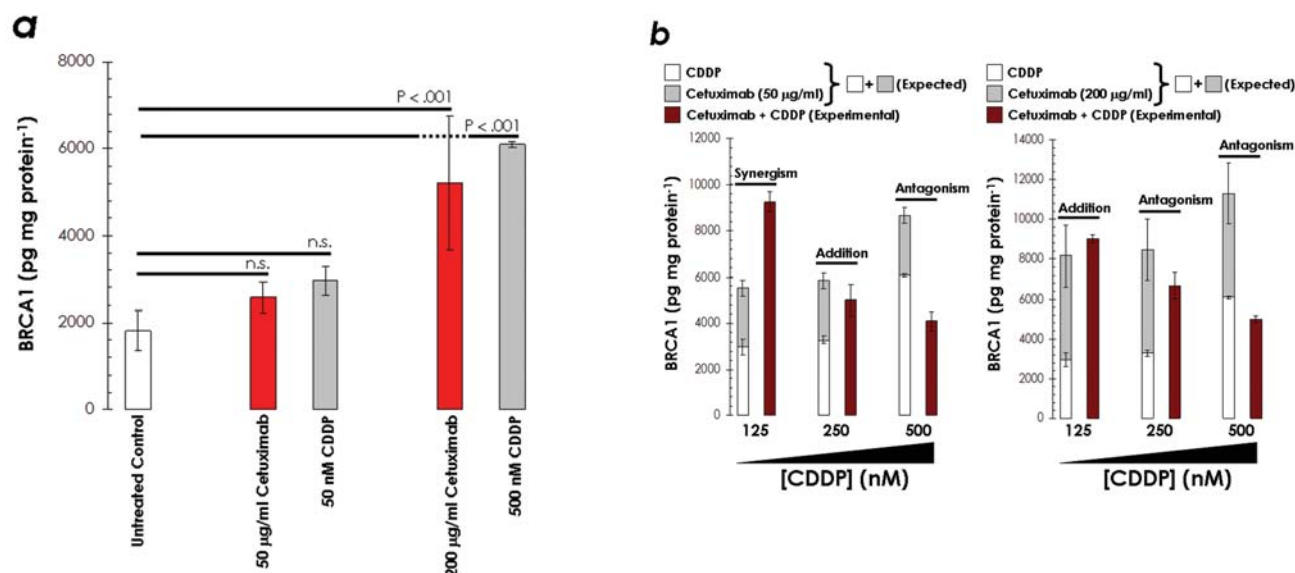 a
8000
6000
4000
2000
0
BRCA1 (pg mg protein-1)
P < .001
P < .001
n.s.
n.s.
Untreated Control
50 µg/ml Cetuximab
50 nM CDDP
200 µg/ml Cetuximab
500 nM CDDP
b
CDDP
Cetuximab (50 µg/ml)
+ (Expected)
Cetuximab + CDDP (Experimental)
12000
10000
8000
6000
4000
2000
0
BRCA1 (pg mg protein-1)
Synergism
Addition
Antagonism
125 250 500
[CDDP] (nM)
CDDP
Cetuximab (200 µg/ml)
+ (Expected)
Cetuximab + CDDP (Experimental)
14000
12000
10000
8000
6000
4000
2000
0
BRCA1 (pg mg protein-1)
Addition
Antagonism
Antagonism
125 250 500
[CDDP] (nM)